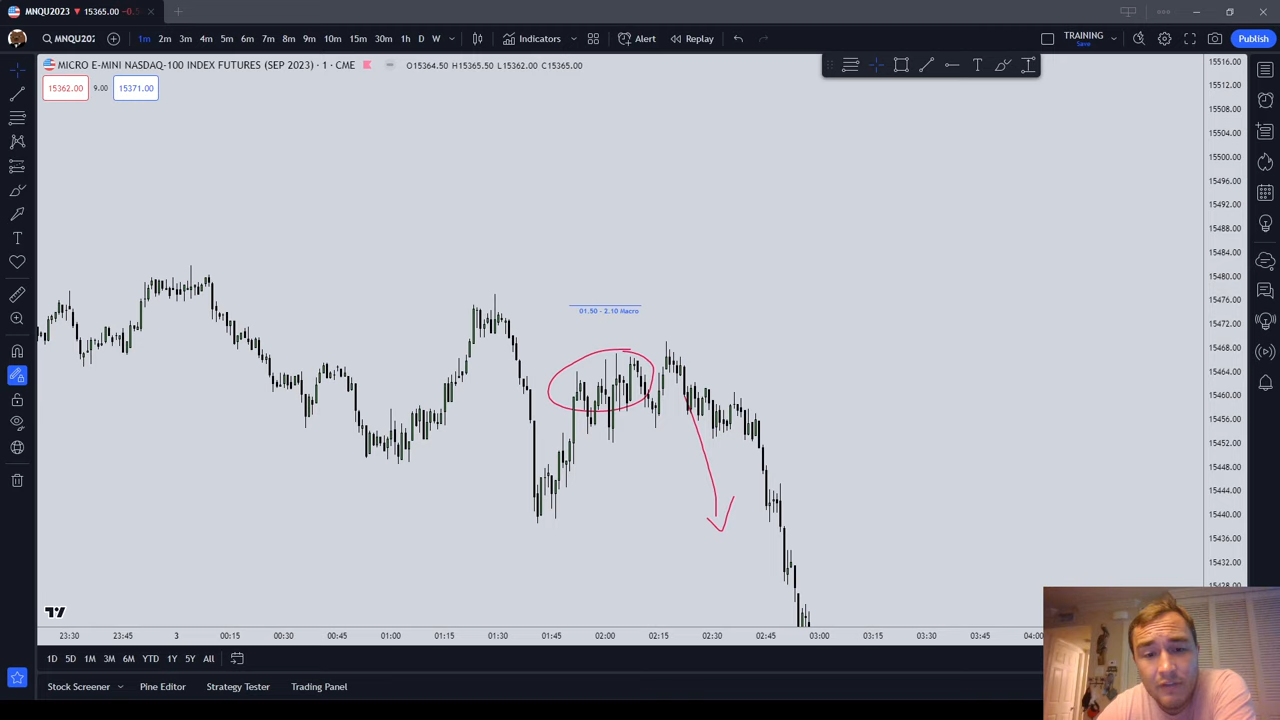 MNQU2023 ▼ 15365.00 −0.5
MNQU202 1m 2m 3m 4m 5m 6m 7m 8m 9m 10m 15m 30m 1h D W Indicators Alert Replay TRAINING Save Publish
MICRO E-MINI NASDAQ-100 INDEX FUTURES (SEP 2023) · 1 · CME O15364.50 H15365.50 L15362.00 C15365.00
15362.00 9.00 15371.00
15516.00
15512.00
15508.00
15504.00
15500.00
15496.00
15492.00
15488.00
15484.00
15480.00
15476.00
15472.00
15468.00
15464.00
15460.00
15456.00
15452.00
15448.00
15444.00
15440.00
15436.00
15432.00
15428.00
01.50 - 2.10 Macro
23:30 23:45 3 00:15 00:30 00:45 01:00 01:15 01:30 01:45 02:00 02:15 02:30 02:45 03:00 03:15 03:30 03:45 04:00
1D 5D 1M 3M 6M YTD 1Y 5Y All
Stock Screener Pine Editor Strategy Tester Trading Panel